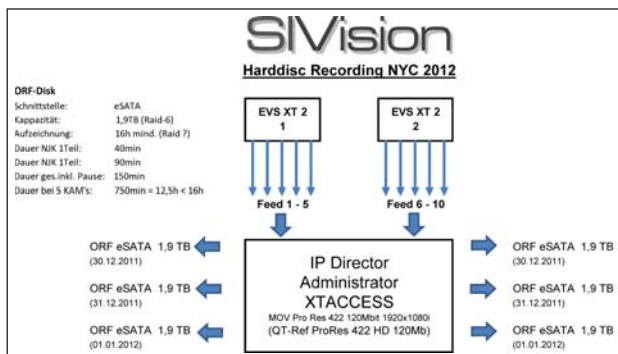 SIVision
Harddisc Recording NYC 2012
ORF-Disk
Schnittstelle: eSATA
Kappazität: 1,9TB (Raid-6)
Aufzeichnung: 16h mind. (Raid ?)
Dauer NJK 1Teil: 40min
Dauer NJK 1Teil: 90min
Dauer ges.inkl. Pause: 150min
Dauer bei 5 KAM's: 750min = 12,5h < 16h
EVS XT 2
1
EVS XT 2
2
Feed 1 - 5
Feed 6 - 10
ORF eSATA 1,9 TB
(30.12.2011)
ORF eSATA 1,9 TB
(31.12.2011)
ORF eSATA 1,9 TB
(01.01.2012)
IP Director
Administrator
XTACCESS
MOV Pro Res 422 120Mbit 1920x1080i
(QT-Ref ProRes 422 HD 120Mb)
ORF eSATA 1,9 TB
(30.12.2011)
ORF eSATA 1,9 TB
(31.12.2011)
ORF eSATA 1,9 TB
(01.01.2012)